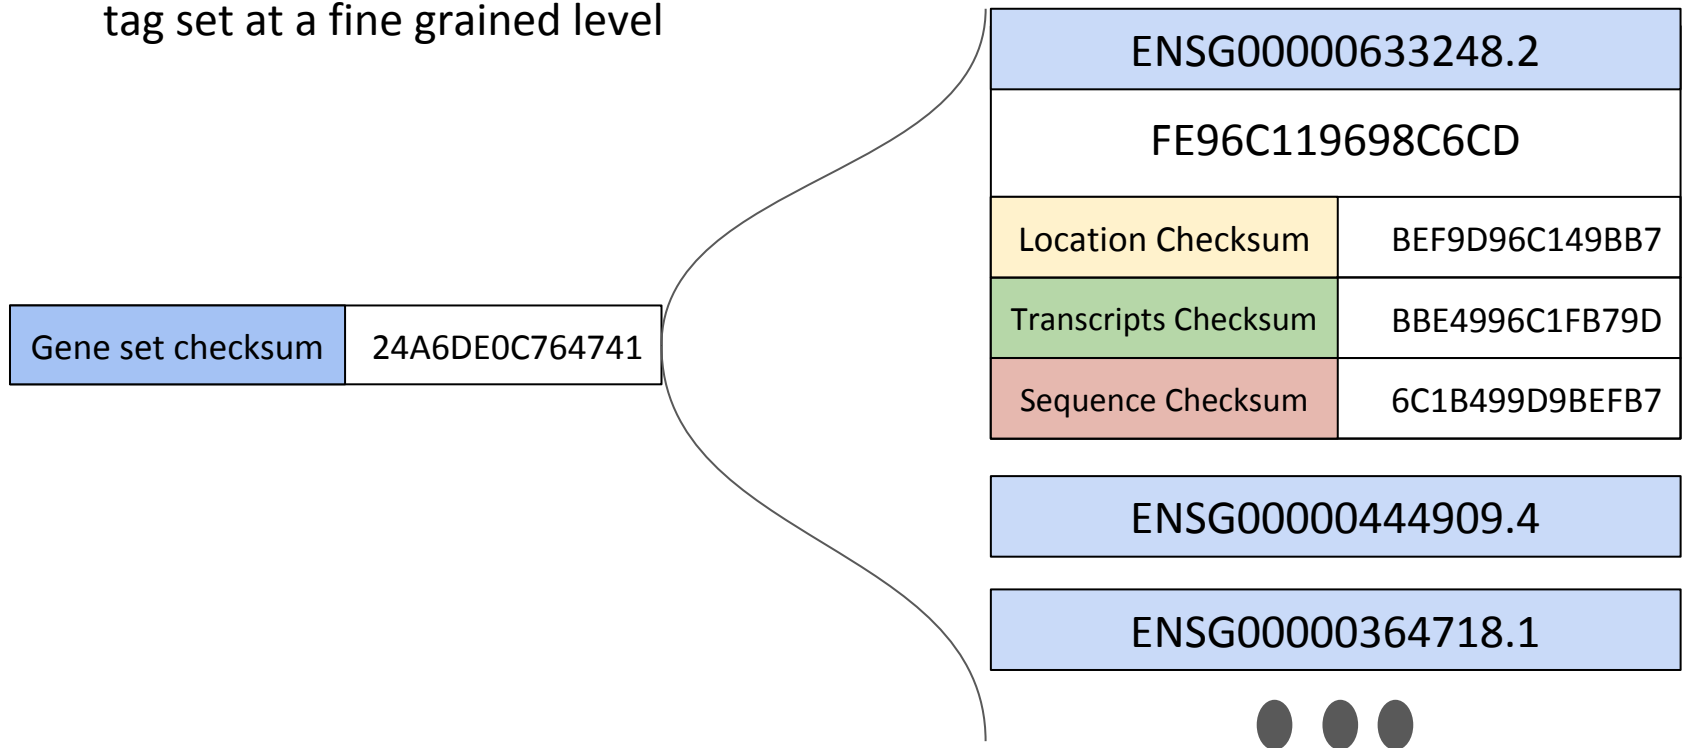 tag set at a fine grained level
Gene set checksum 24A6DE0C764741
ENSG00000633248.2
FE96C119698C6CD
Location Checksum BEF9D96C149BB7
Transcripts Checksum BBE4996C1FB79D
Sequence Checksum 6C1B499D9BEFB7
ENSG00000444909.4
ENSG00000364718.1